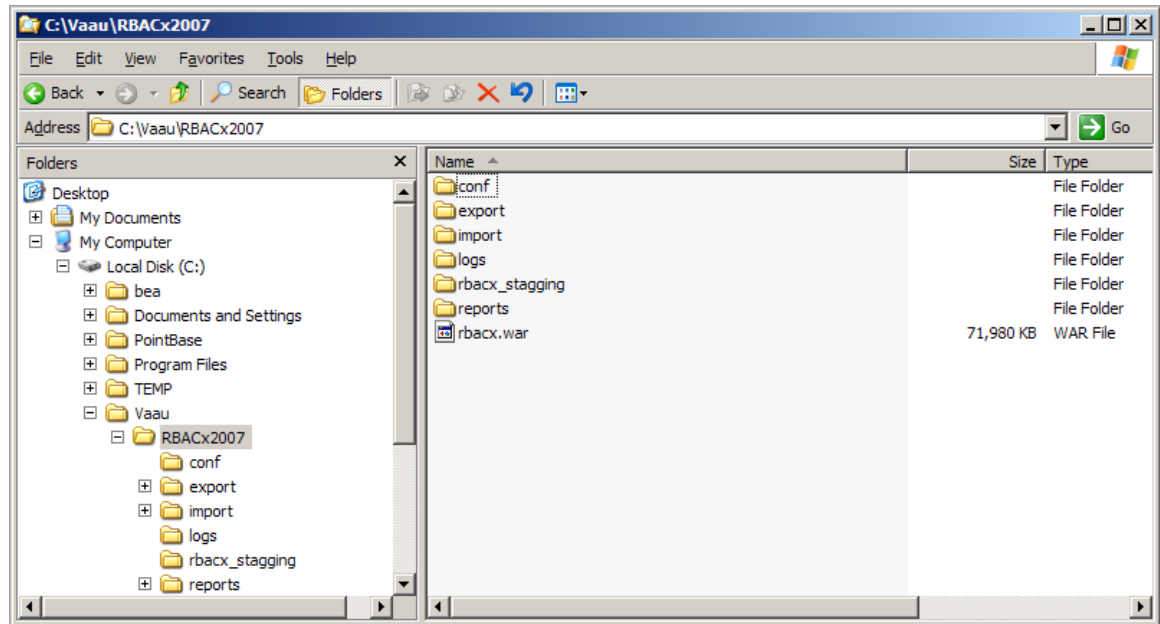 C:\Vaau\RBACx2007
File Edit View Favorites Tools Help
Back Search Folders
Address C:\Vaau\RBACx2007 Go
Folders x
Desktop
My Documents
My Computer
Local Disk (C:)
bea
Documents and Settings
PointBase
Program Files
TEMP
Vaau
RBACx2007
conf
export
import
logs
rbacx_stagging
reports
Name Size Type
conf File Folder
export File Folder
import File Folder
logs File Folder
rbacx_stagging File Folder
reports File Folder
rbacx.war 71,980 KB WAR File